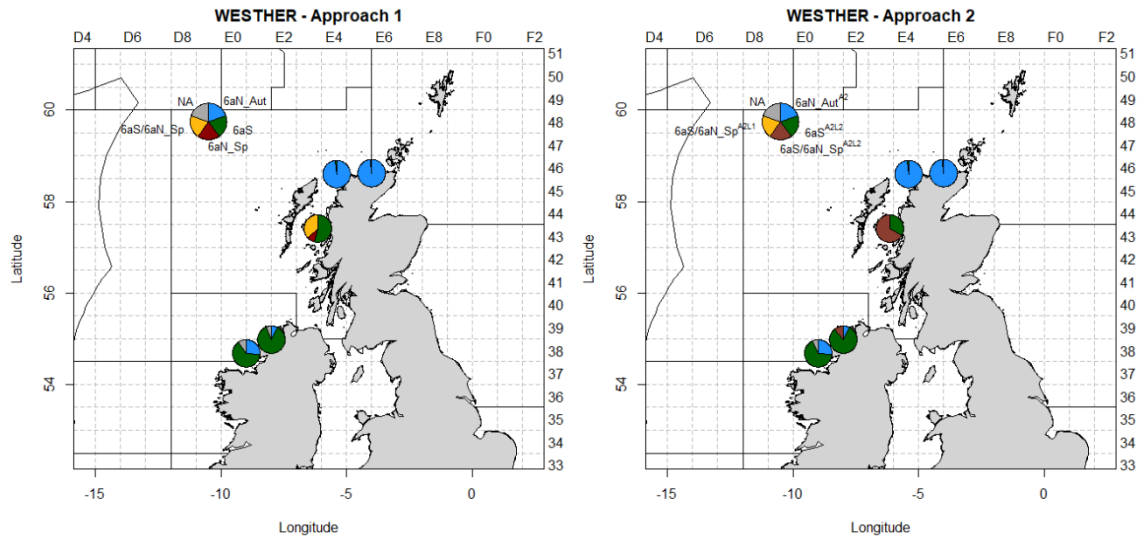 WESTHER - Approach 1
D4 D6 D8 E0 E2 E4 E6 E8 F0 F2
51
50
49
48
47
46
45
44
43
42
41
40
39
38
37
36
35
34
33
60
58
56
54
Latitude
NA
6aN_Aut
6aS/6aN_Sp
6aS
6aN_Sp
-15 -10 -5 0
Longitude
WESTHER - Approach 2
D4 D6 D8 E0 E2 E4 E6 E8 F0 F2
51
50
49
48
47
46
45
44
43
42
41
40
39
38
37
36
35
34
33
60
58
56
54
Latitude
NA
6aN_Aut^A2
6aS/6aN_Sp^A2L1
6aS^A2L2
6aS/6aN_Sp^A2L2
-15 -10 -5 0
Longitude